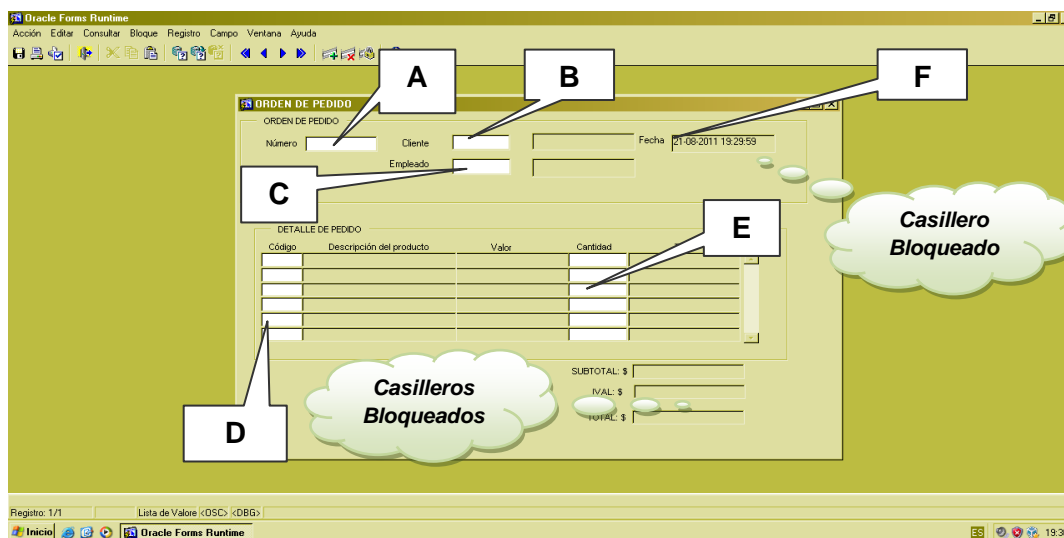 Oracle Forms Runtime
Acción Editar Consultar Bloque Registro Campo Ventana Ayuda
A
B
F
ORDEN DE PEDIDO
ORDEN DE PEDIDO
Número
Cliente
Fecha 21-08-2011 19:29:59
Empleado
C
Casillero
Bloqueado
E
DETALLE DE PEDIDO
Código Descripción del producto Valor Cantidad
SUBTOTAL: $
Casilleros
Bloqueados
IVAL: $
TOTAL: $
D
Registro: 1/1 Lista de Valore <OSC> <DBG>
Inicio Oracle Forms Runtime ES